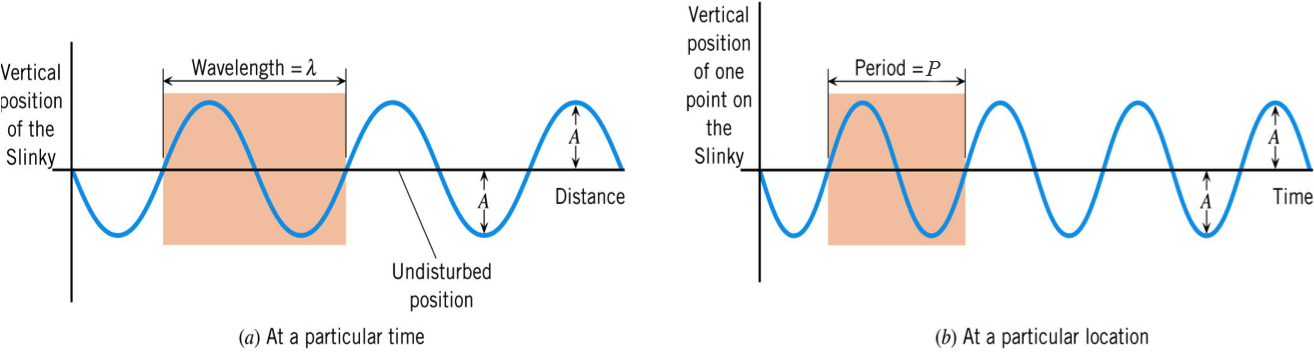 Vertical
position
of the
Slinky
Wavelength = λ
A
A
Distance
Undisturbed
position
(a) At a particular time
Vertical
position
of one
point on
the
Slinky
Period = P
A
A
Time
(b) At a particular location